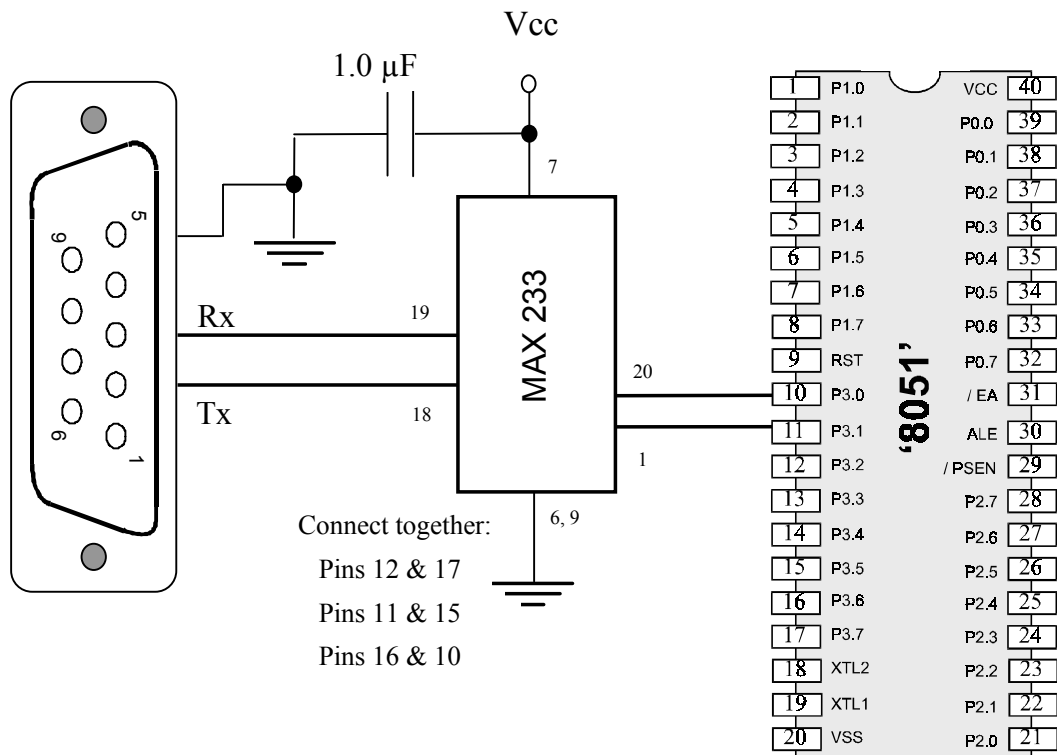 Vcc
1.0 µF
7
5
9
6
1
Rx
19
Tx
18
MAX 233
20
1
6, 9
Connect together:
Pins 12 & 17
Pins 11 & 15
Pins 16 & 10
'8051'
1 P1.0 VCC 40
2 P1.1 P0.0 39
3 P1.2 P0.1 38
4 P1.3 P0.2 37
5 P1.4 P0.3 36
6 P1.5 P0.4 35
7 P1.6 P0.5 34
8 P1.7 P0.6 33
9 RST P0.7 32
10 P3.0 / EA 31
11 P3.1 ALE 30
12 P3.2 / PSEN 29
13 P3.3 P2.7 28
14 P3.4 P2.6 27
15 P3.5 P2.5 26
16 P3.6 P2.4 25
17 P3.7 P2.3 24
18 XTL2 P2.2 23
19 XTL1 P2.1 22
20 VSS P2.0 21